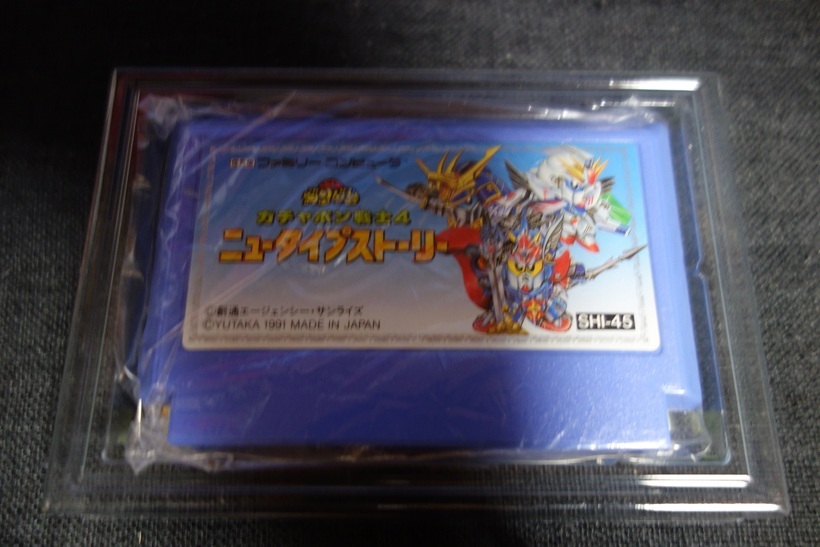 ファミリーコンピュータ
ガチャポン戦士4
ニュータイプストーリー
©創通エージェンシー・サンライズ
©YUTAKA 1991 MADE IN JAPAN
SHI-45